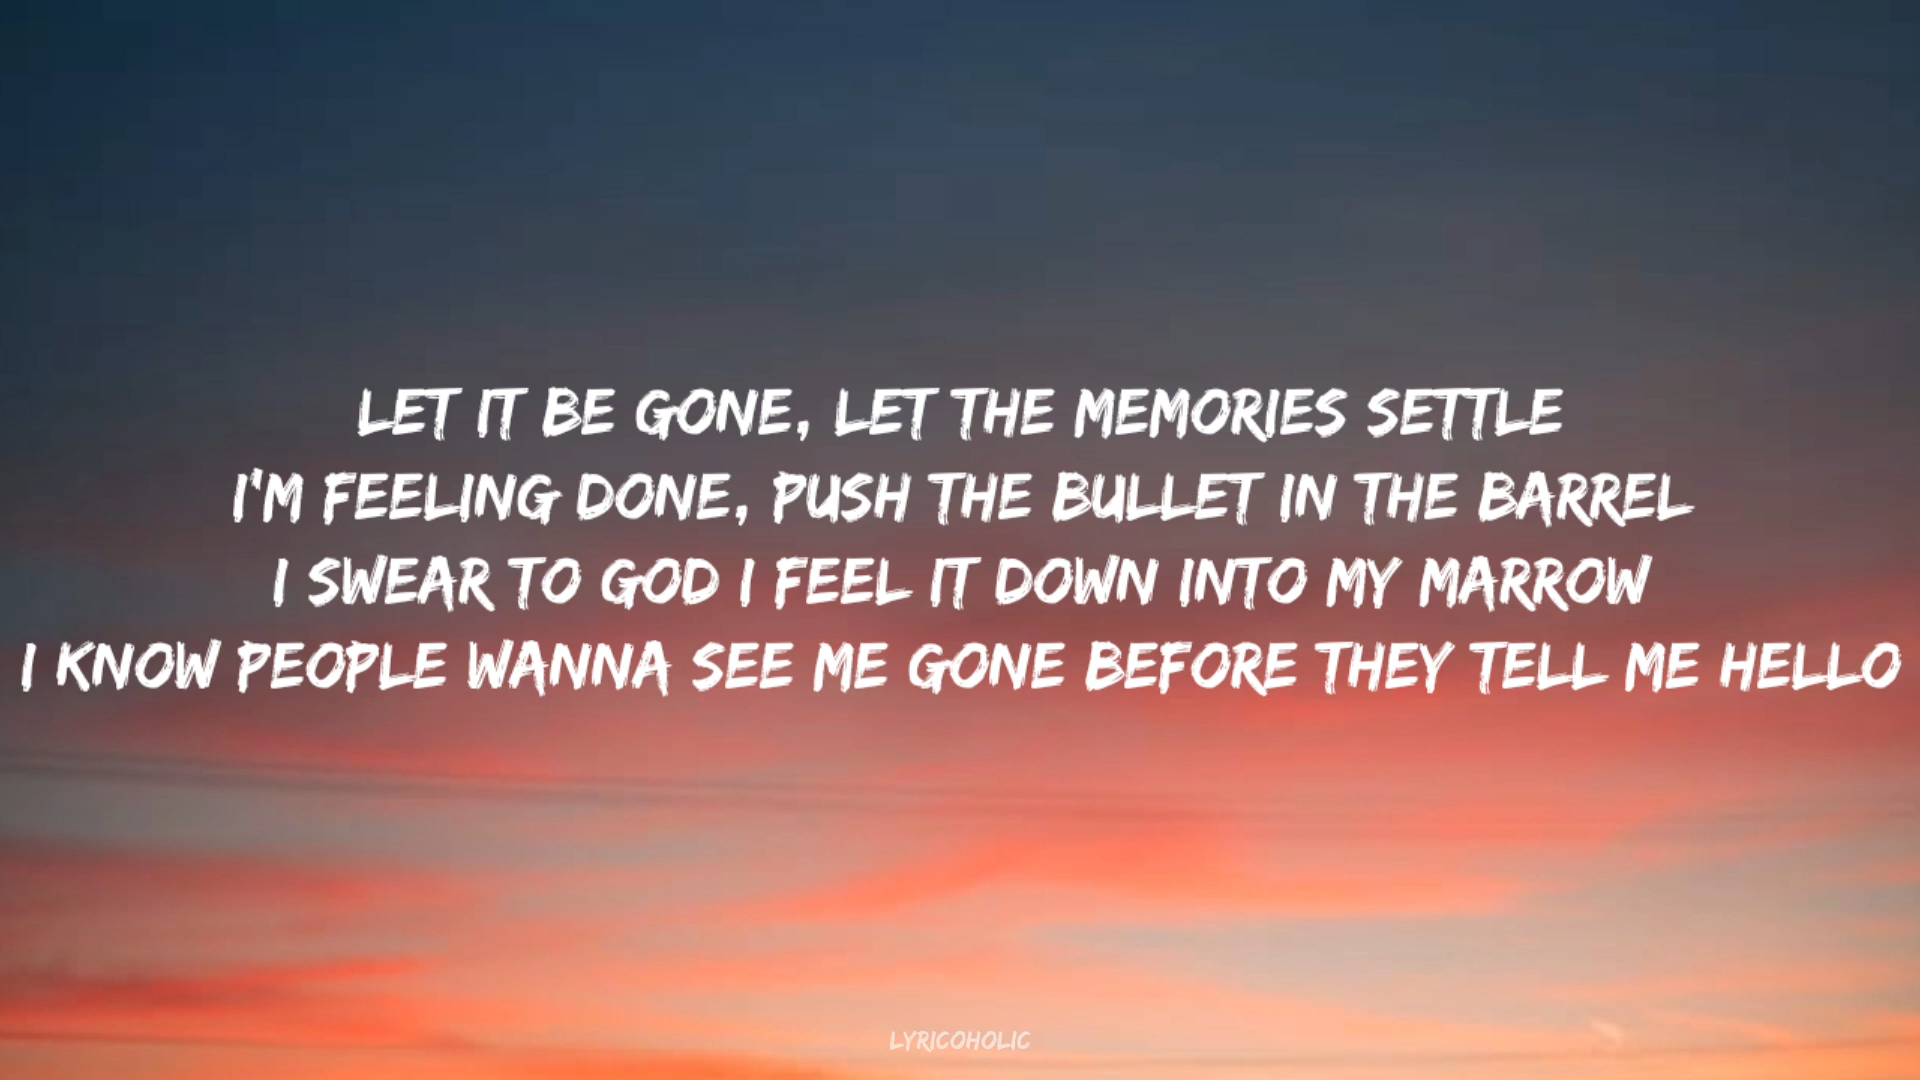 LET IT BE GONE, LET THE MEMORIES SETTLE
I'M FEELING DONE, PUSH THE BULLET IN THE BARREL
I SWEAR TO GOD I FEEL IT DOWN INTO MY MARROW
I KNOW PEOPLE WANNA SEE ME GONE BEFORE THEY TELL ME HELLO
LYRICOHOLIC